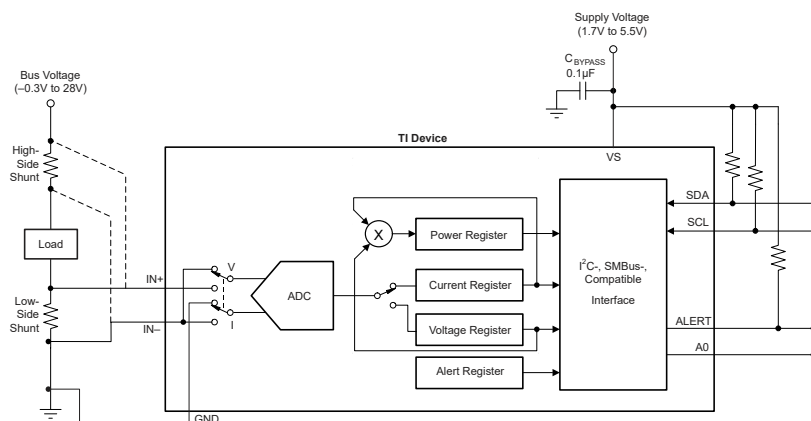 Supply Voltage
(1.7V to 5.5V)
C_BYPASS
0.1µF
Bus Voltage
(–0.3V to 28V)
TI Device
VS
High-
Side
Shunt
Load
Low-
Side
Shunt
IN+
IN–
V
I
ADC
X
Power Register
Current Register
Voltage Register
Alert Register
I²C-, SMBus-,
Compatible
Interface
SDA
SCL
ALERT
A0
GND